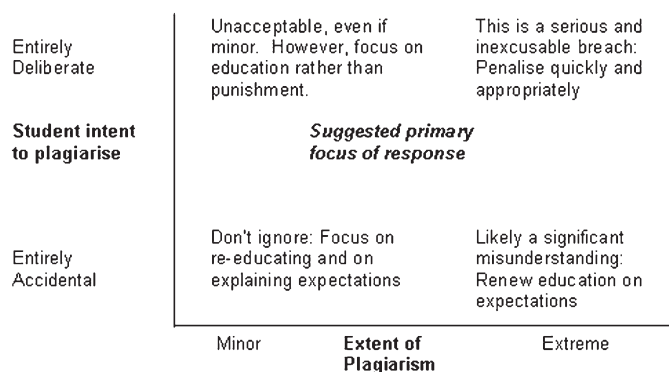 Entirely
Deliberate
Unacceptable, even if
minor. However, focus on
education rather than
punishment.
This is a serious and
inexcusable breach:
Penalise quickly and
appropriately
Student intent
to plagiarise
Suggested primary
focus of response
Entirely
Accidental
Don't ignore: Focus on
re-educating and on
explaining expectations
Likely a significant
misunderstanding:
Renew education on
expectations
Minor
Extent of
Plagiarism
Extreme